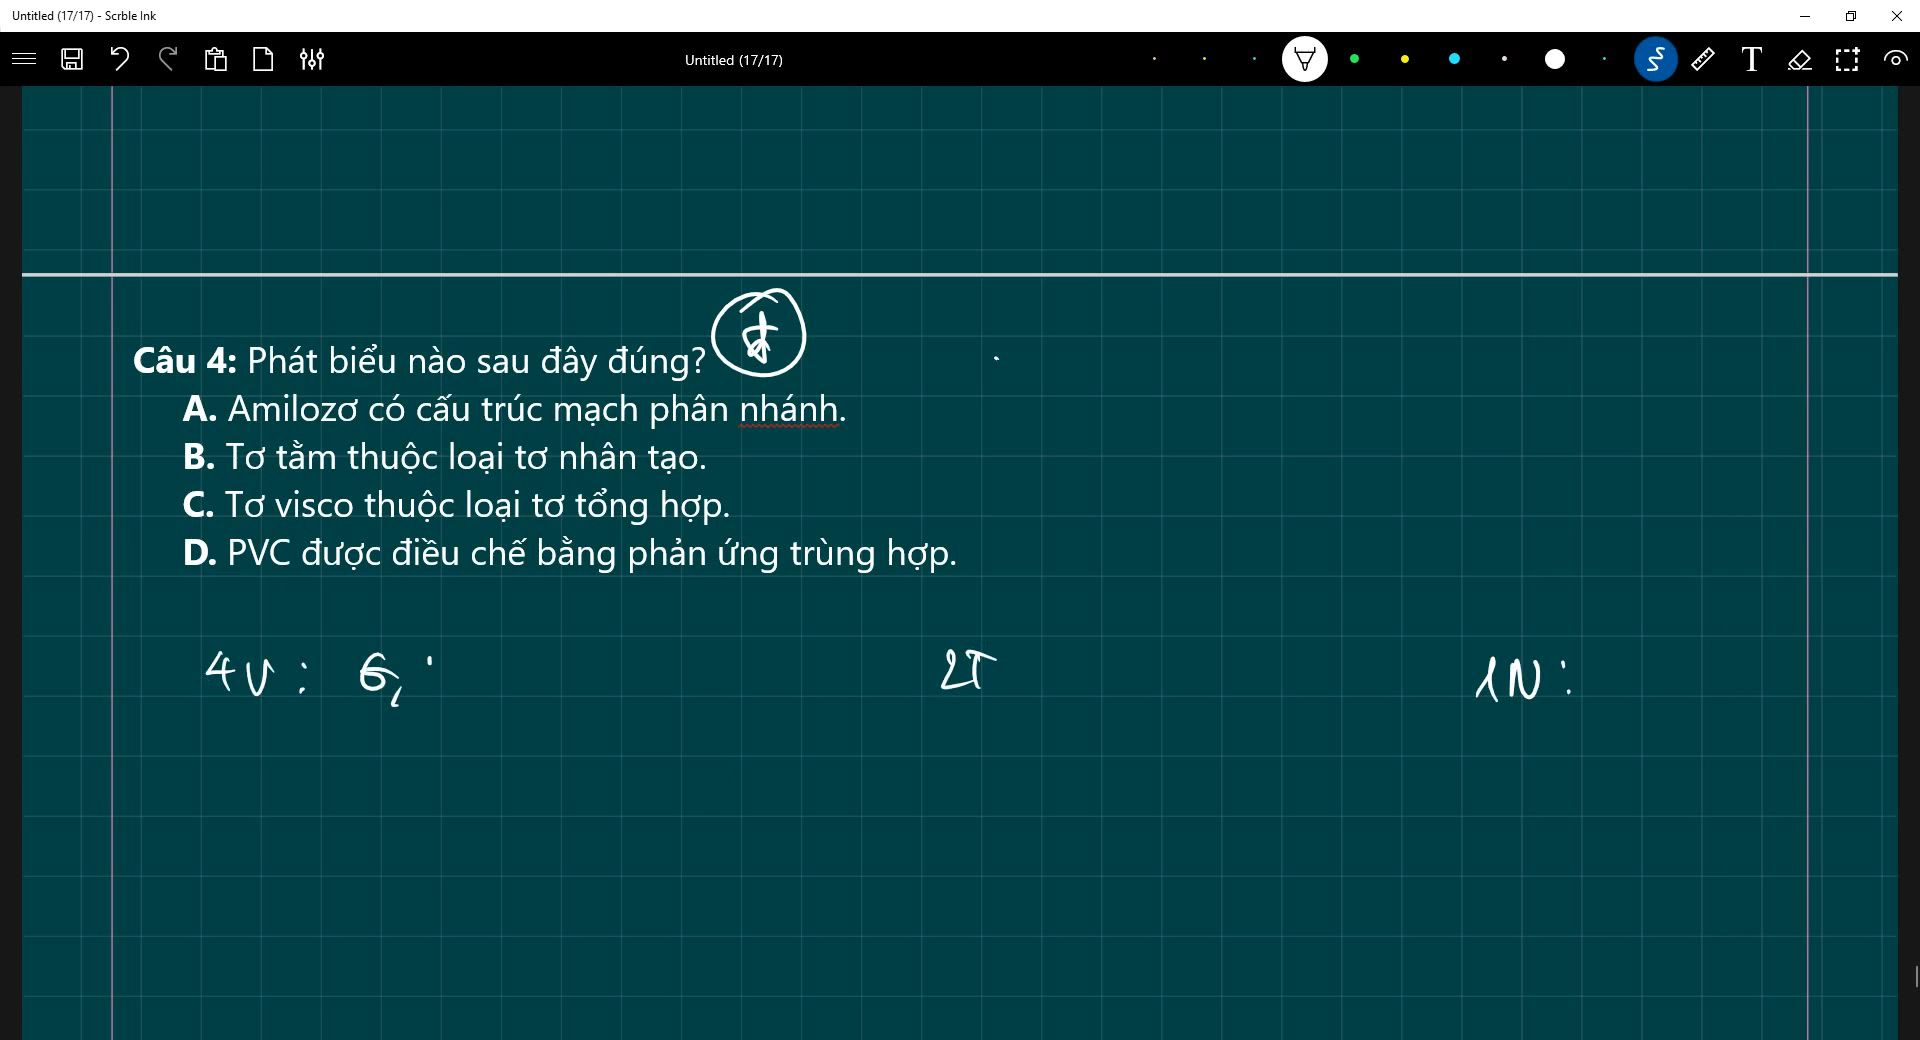 Untitled (17/17) - Scrble Ink
Untitled (17/17)
T
Câu 4: Phát biểu nào sau đây đúng? đ
A. Amilozơ có cấu trúc mạch phân nhánh.
B. Tơ tằm thuộc loại tơ nhân tạo.
C. Tơ visco thuộc loại tơ tổng hợp.
D. PVC được điều chế bằng phản ứng trùng hợp.
4V: 6, 2T 1N: